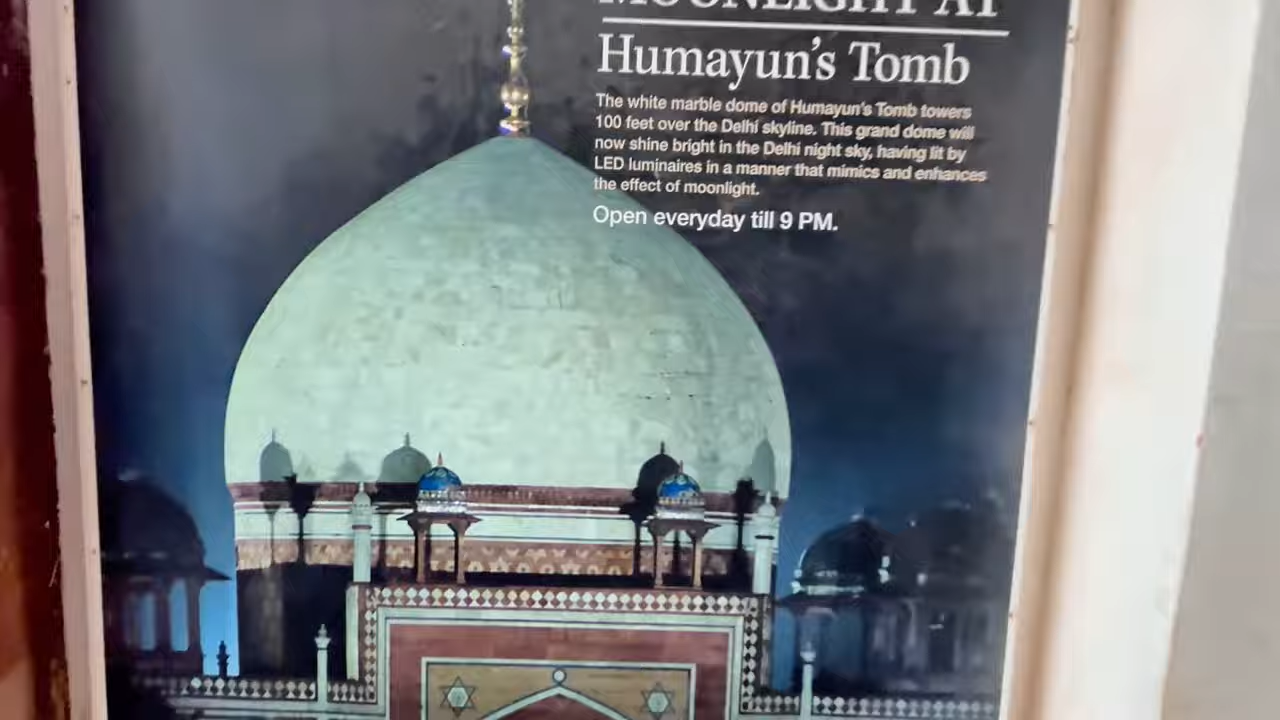 MOONLIGHT AT
Humayun's Tomb
The white marble dome of Humayun's Tomb towers
100 feet over the Delhi skyline. This grand dome will
now shine bright in the Delhi night sky, having lit by
LED luminaires in a manner that mimics and enhances
the effect of moonlight.
Open everyday till 9 PM.